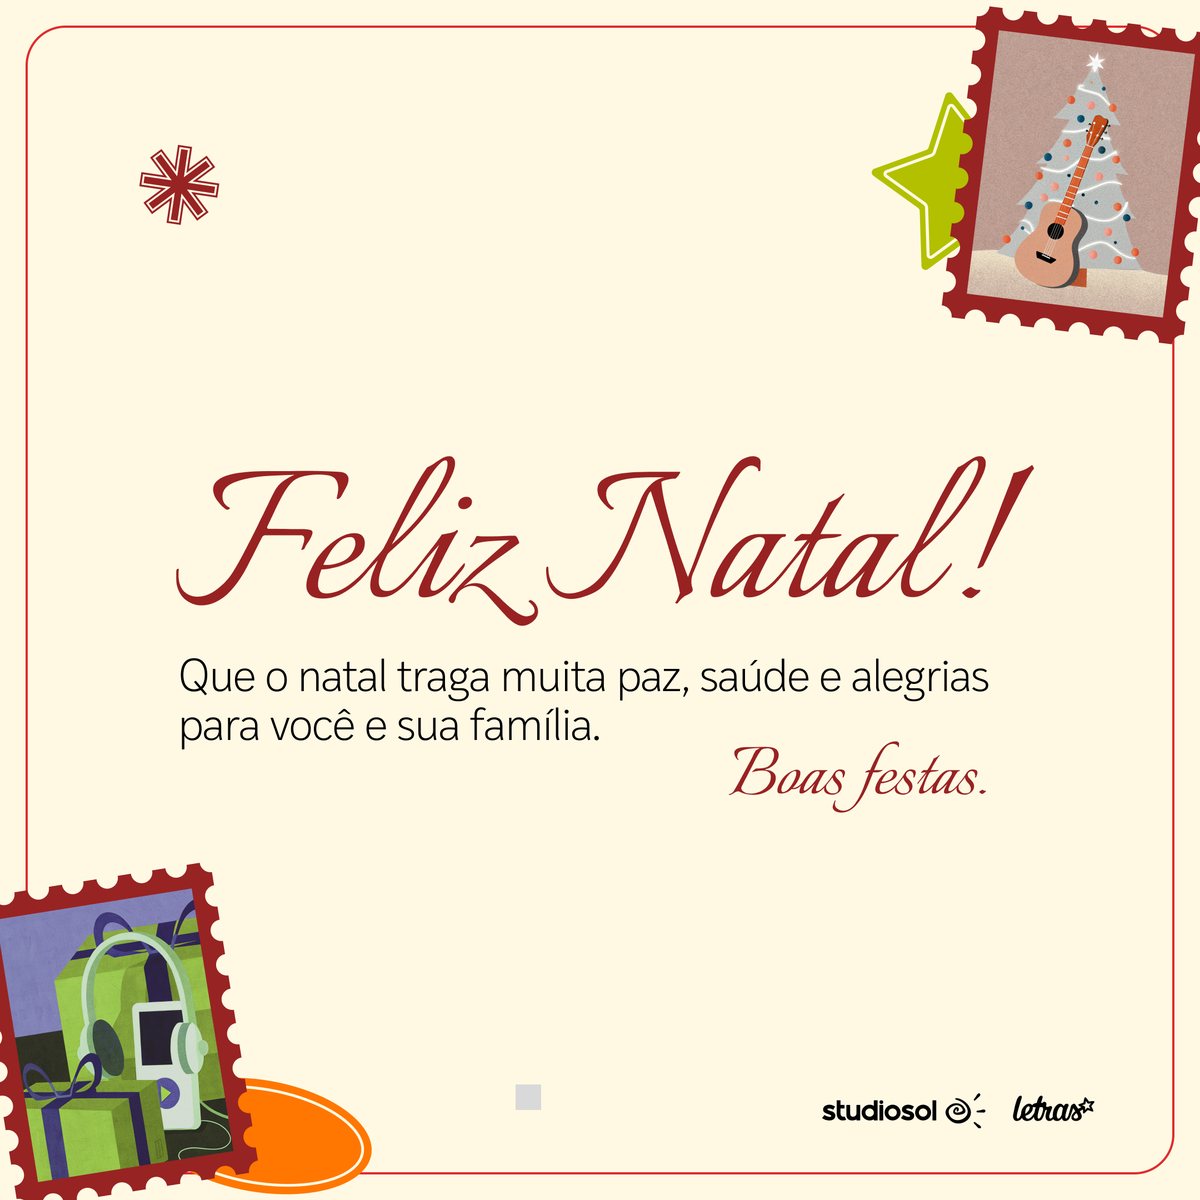 Feliz Natal!
Que o natal traga muita paz, saúde e alegrias
para você e sua família.
Boas festas.
studiosol letras